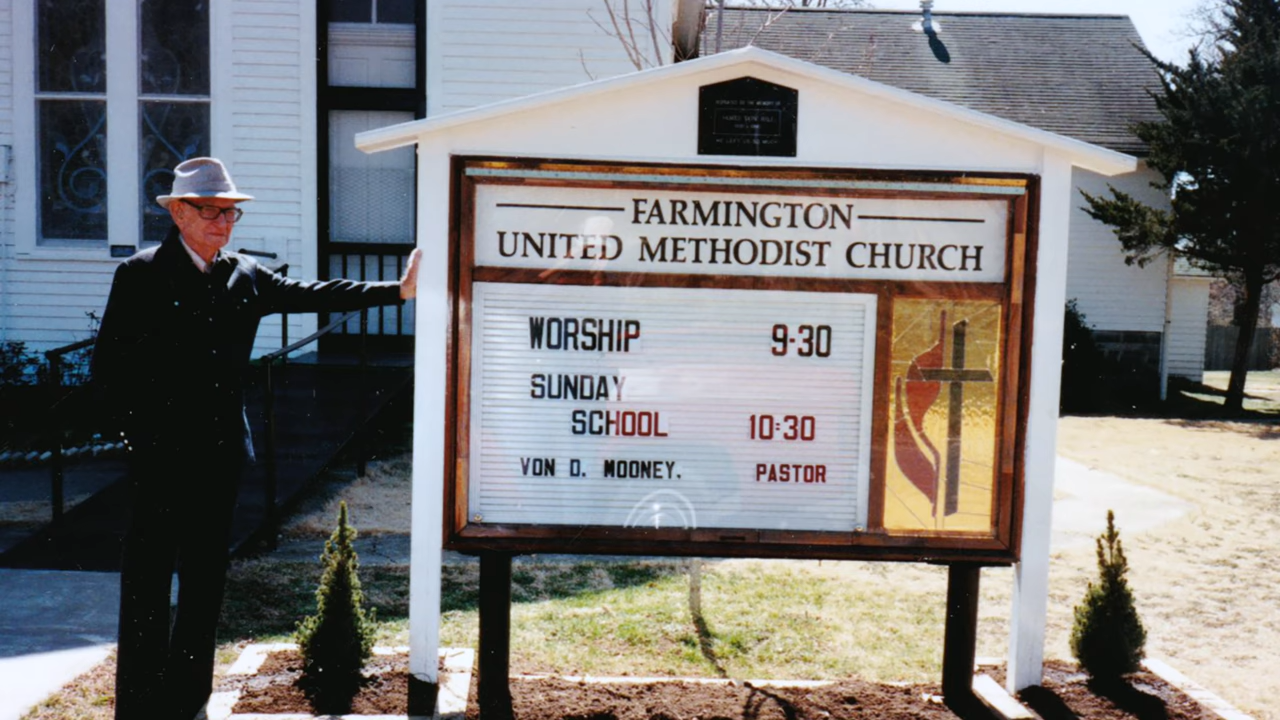 FARMINGTON
UNITED METHODIST CHURCH
WORSHIP 9-30
SUNDAY
SCHOOL 10:30
VON D. MOONEY. PASTOR